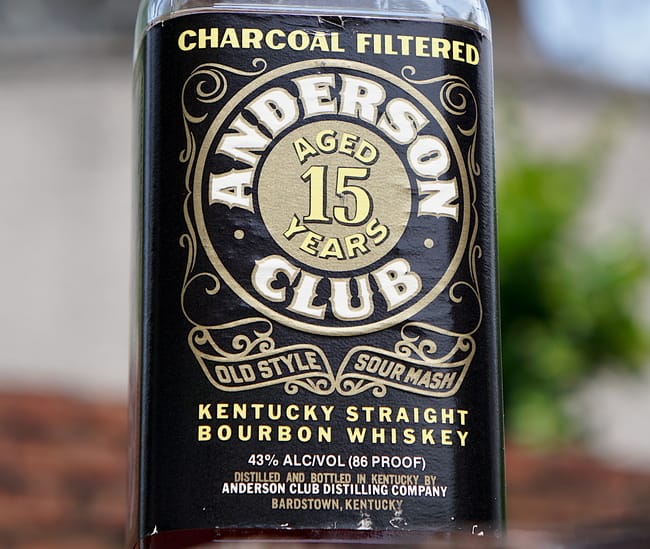 CHARCOAL FILTERED
ANDERSON
AGED
15
YEARS
CLUB
OLD STYLE SOUR MASH
KENTUCKY STRAIGHT
BOURBON WHISKEY
43% ALC/VOL (86 PROOF)
DISTILLED AND BOTTLED IN KENTUCKY BY
ANDERSON CLUB DISTILLING COMPANY
BARDSTOWN, KENTUCKY